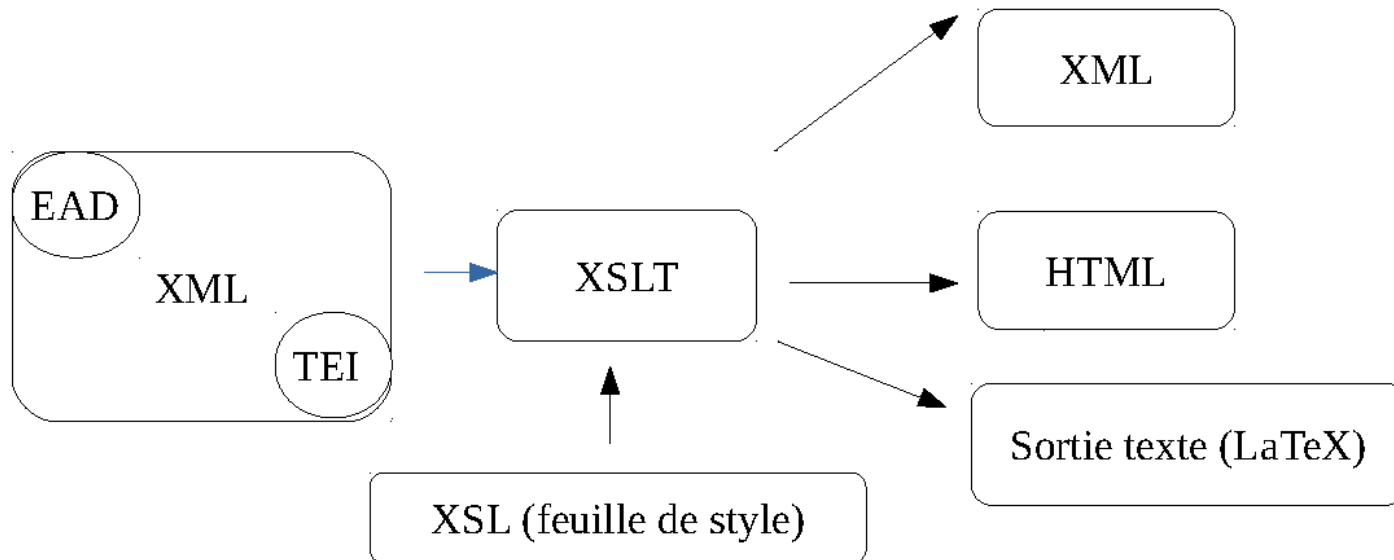 EAD
XML
TEI
XSLT
XSL (feuille de style)
XML
HTML
Sortie texte (LaTeX)